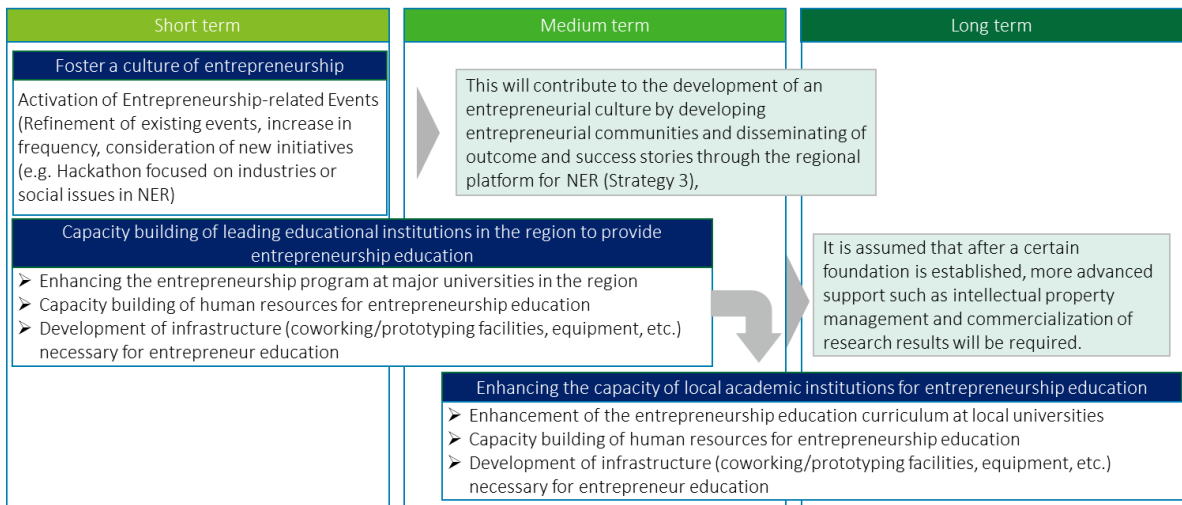 Short term
Medium term
Long term
Foster a culture of entrepreneurship
Activation of Entrepreneurship-related Events
(Refinement of existing events, increase in
frequency, consideration of new initiatives
(e.g. Hackathon focused on industries or
social issues in NER)
This will contribute to the development of an
entrepreneurial culture by developing
entrepreneurial communities and disseminating of
outcome and success stories through the regional
platform for NER (Strategy 3),
Capacity building of leading educational institutions in the region to provide
entrepreneurship education
➢ Enhancing the entrepreneurship program at major universities in the region
➢ Capacity building of human resources for entrepreneurship education
➢ Development of infrastructure (coworking/prototyping facilities, equipment, etc.)
necessary for entrepreneur education
It is assumed that after a certain
foundation is established, more advanced
support such as intellectual property
management and commercialization of
research results will be required.
Enhancing the capacity of local academic institutions for entrepreneurship education
➢ Enhancement of the entrepreneurship education curriculum at local universities
➢ Capacity building of human resources for entrepreneurship education
➢ Development of infrastructure (coworking/prototyping facilities, equipment, etc.)
necessary for entrepreneur education